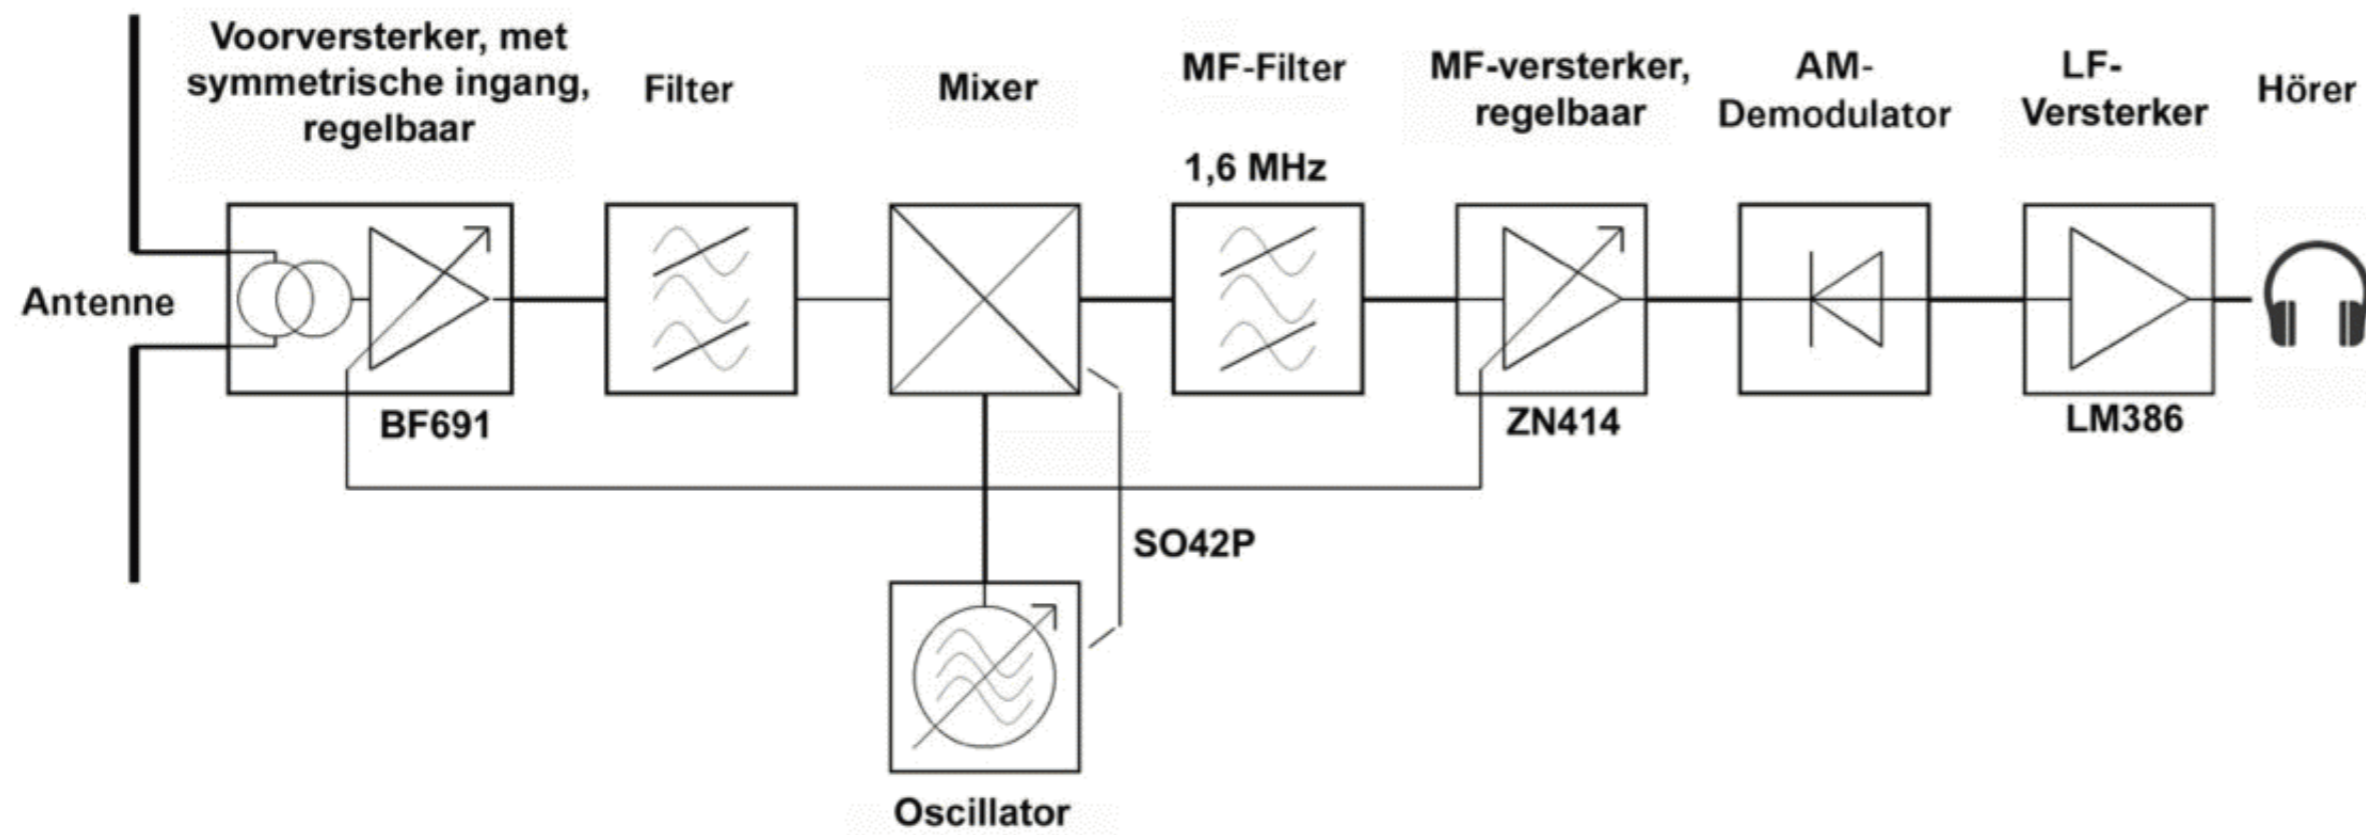 Voorversterker, met
symmetrische ingang,
regelbaar
Filter
Mixer
MF-Filter
1,6 MHz
MF-versterker,
regelbaar
AM-
Demodulator
LF-
Versterker
Hörer
Antenne
BF691
ZN414
LM386
SO42P
Oscillator